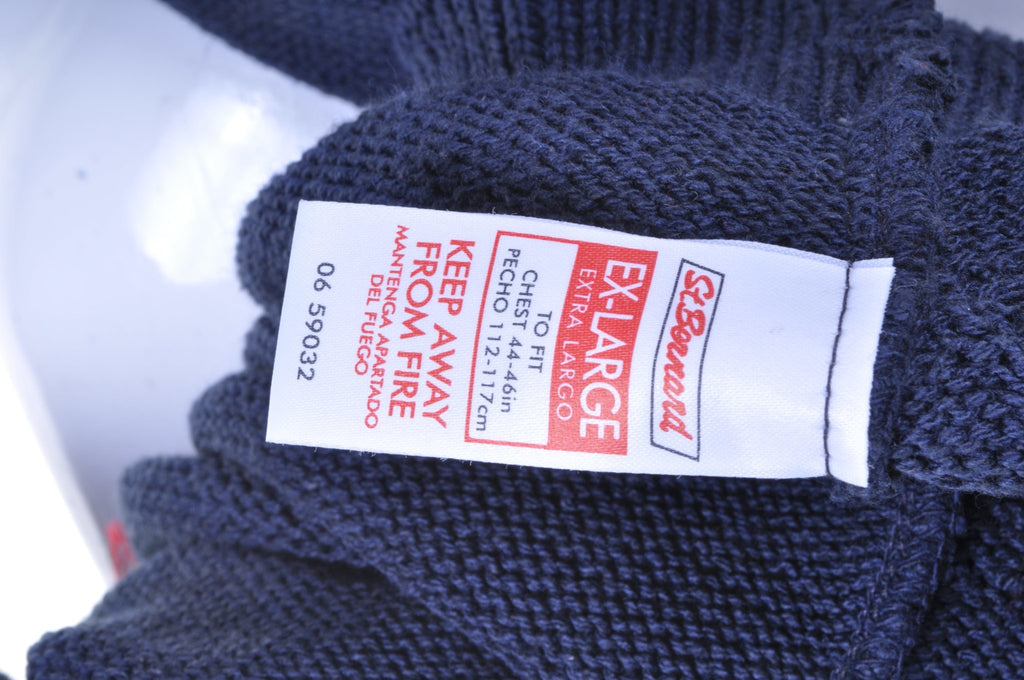 St Bernard
EX-LARGE
EXTRA LARGO
TO FIT
CHEST 44-46in
PECHO 112-117cm
KEEP AWAY
FROM FIRE
MANTENGA APARTADO
DEL FUEGO
06 59032